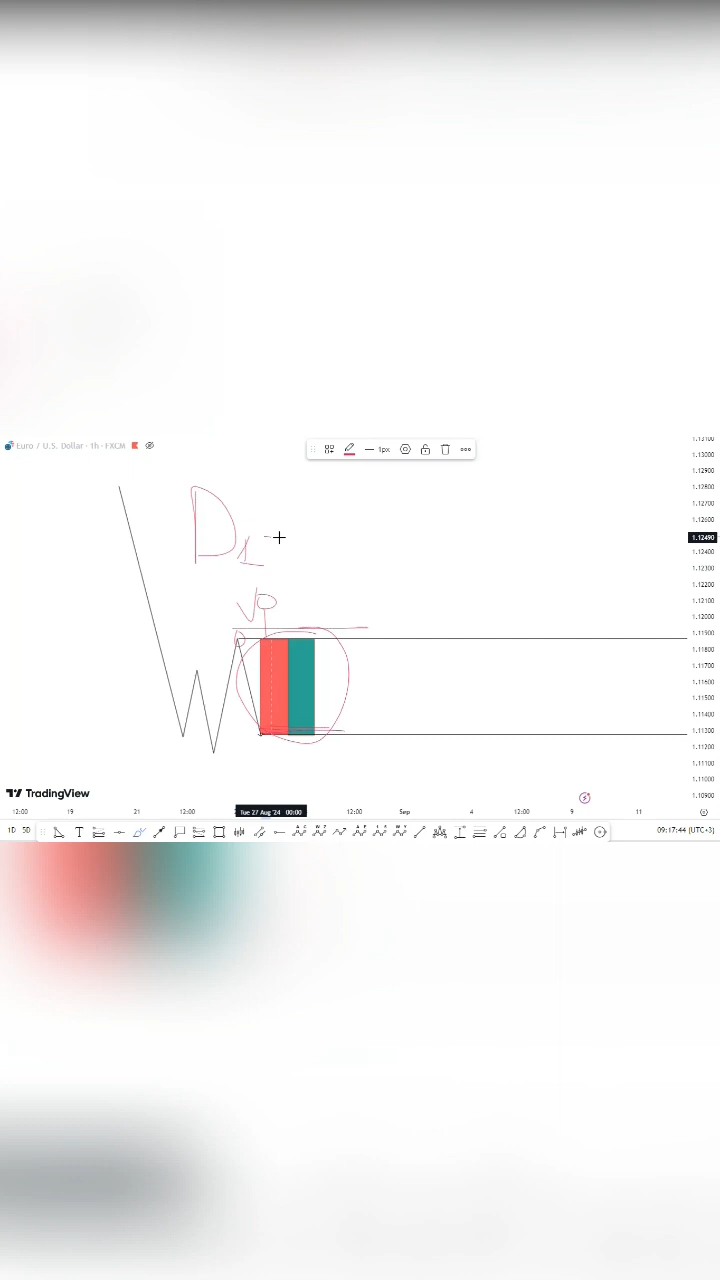 Euro / U.S. Dollar · 1h · FXCM
1px
1.13100
1.13000
1.12900
1.12800
1.12700
1.12600
1.12490
1.12400
1.12300
1.12200
1.12100
1.12000
1.11900
1.11800
1.11700
1.11600
1.11500
1.11400
1.11300
1.11200
1.11100
1.11000
1.10900
D1
VP
TradingView
12:00 19 21 12:00 Tue 27 Aug '24 00:00 12:00 Sep 4 12:00 9 11
1D 5D
09:17:44 (UTC+3)